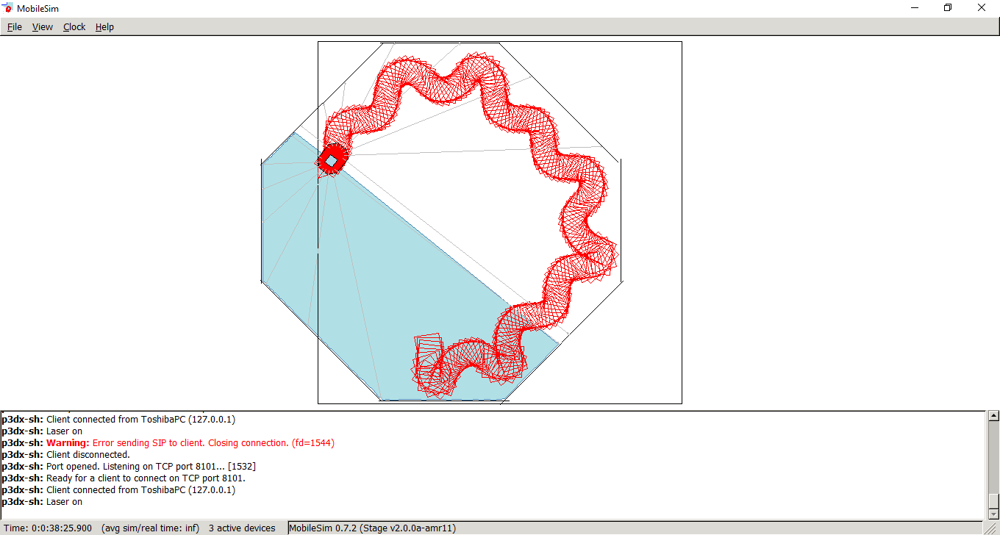 MobileSim
File View Clock Help
p3dx-sh: Client connected from ToshibaPC (127.0.0.1)
p3dx-sh: Laser on
p3dx-sh: Warning: Error sending SIP to client. Closing connection. (fd=1544)
p3dx-sh: Client disconnected.
p3dx-sh: Port opened. Listening on TCP port 8101... [1532]
p3dx-sh: Ready for a client to connect on TCP port 8101.
p3dx-sh: Client connected from ToshibaPC (127.0.0.1)
p3dx-sh: Laser on
Time: 0:0:38:25.900 (avg sim/real time: inf) 3 active devices MobileSim 0.7.2 (Stage v2.0.0a-amr11)